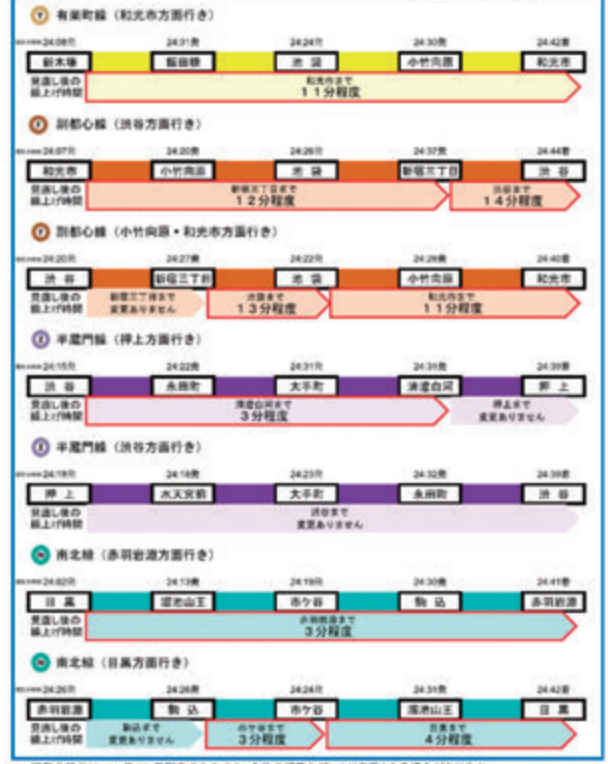 有楽町線（和光市方面行き）
24:09発 24:31発 24:24発 24:30発 24:42着
新木場 飯田橋 池袋 小竹向原 和光市
見直し後の 和光市まで
繰上げ時間 11分程度
副都心線（渋谷方面行き）
24:07発 24:20発 24:26発 24:37発 24:44着
和光市 小竹向原 池袋 新宿三丁目 渋谷
見直し後の 新宿三丁目まで 渋谷まで
繰上げ時間 12分程度 14分程度
副都心線（小竹向原・和光市方面行き）
24:20発 24:27発 24:22発 24:28発 24:40着
渋谷 新宿三丁目 池袋 小竹向原 和光市
見直し後の 新宿三丁目まで 池袋まで 和光市まで
繰上げ時間 変更ありません 13分程度 11分程度
半蔵門線（押上方面行き）
24:15発 24:22発 24:31発 24:31発 24:39着
渋谷 永田町 大手町 清澄白河 押上
見直し後の 清澄白河まで 押上まで
繰上げ時間 3分程度 変更ありません
半蔵門線（渋谷方面行き）
24:19発 24:18発 24:23発 24:32発 24:39着
押上 水天宮前 大手町 永田町 渋谷
見直し後の 渋谷まで
繰上げ時間 変更ありません
南北線（赤羽岩淵方面行き）
24:02発 24:13発 24:19発 24:30発 24:41着
目黒 溜池山王 市ケ谷 駒込 赤羽岩淵
見直し後の 赤羽岩淵まで
繰上げ時間 3分程度
南北線（目黒方面行き）
24:26発 24:26発 24:24発 24:31発 24:42着
赤羽岩淵 駒込 市ケ谷 溜池山王 目黒
見直し後の 駒込まで 市ケ谷まで 目黒まで
繰上げ時間 変更ありません 3分程度 4分程度